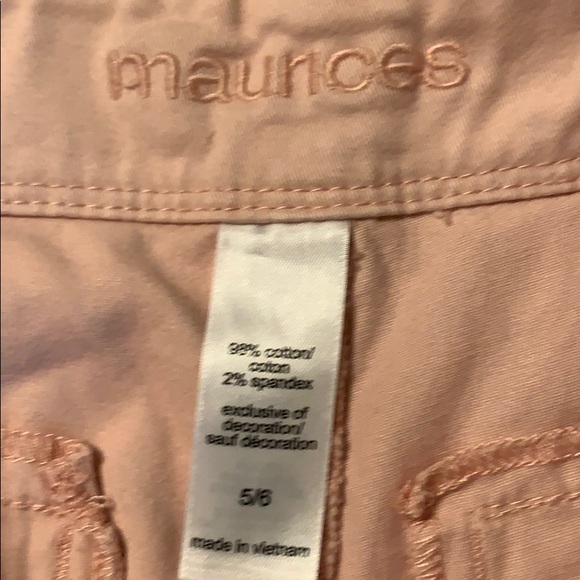 maurices
98% cotton/
coton
2% spandex
exclusive of
decoration/
sauf décoration
5/6
made in vietnam